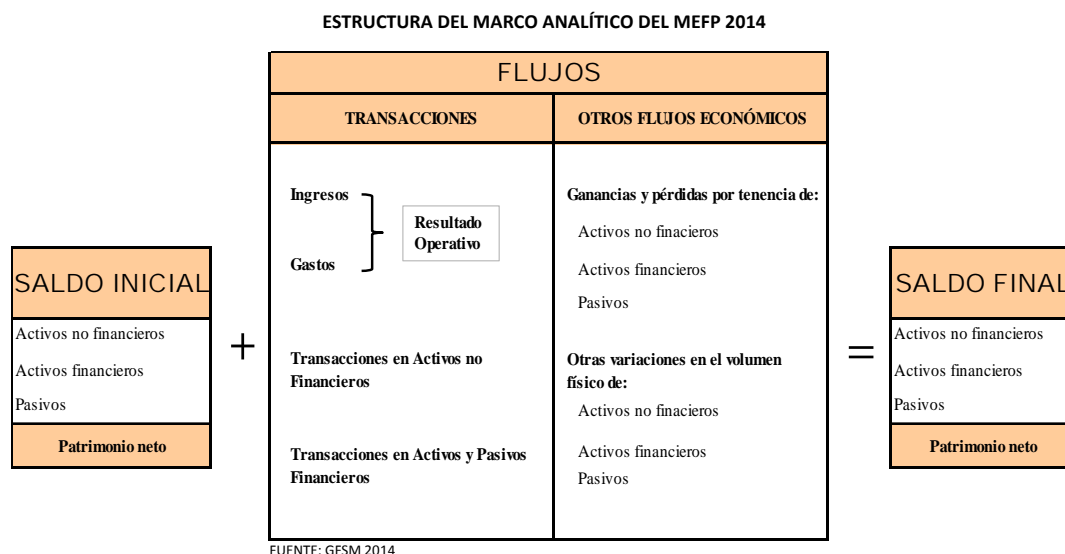 ESTRUCTURA DEL MARCO ANALÍTICO DEL MEFP 2014
SALDO INICIAL
Activos no financieros
Activos financieros
Pasivos
Patrimonio neto
+
FLUJOS
TRANSACCIONES
Ingresos
Gastos
Resultado
Operativo
Transacciones en Activos no
Financieros
Transacciones en Activos y Pasivos
Financieros
OTROS FLUJOS ECONÓMICOS
Ganancias y pérdidas por tenencia de:
Activos no finacieros
Activos financieros
Pasivos
Otras variaciones en el volumen
físico de:
Activos no finacieros
Activos financieros
Pasivos
=
SALDO FINAL
Activos no financieros
Activos financieros
Pasivos
Patrimonio neto
FUENTE: GFSM 2014